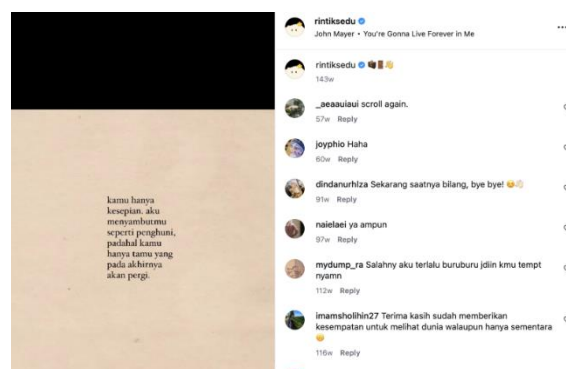 kamu hanya
kesepian. aku
menyambutmu
seperti penghuni,
padahal kamu
hanya tamu yang
pada akhirnya
akan pergi.
rintiksedu
John Mayer • You're Gonna Live Forever in Me
rintiksedu
143w
_aeaauiaui scroll again.
57w Reply
joyphio Haha
60w Reply
dindanurhlza Sekarang saatnya bilang, bye bye!
91w Reply
naielaei ya ampun
97w Reply
mydump_ra Salahny aku terlalu buruburu jdiin kmu tempt
nyamn
112w Reply
imamsholihin27 Terima kasih sudah memberikan
kesempatan untuk melihat dunia walaupun hanya sementara
116w Reply